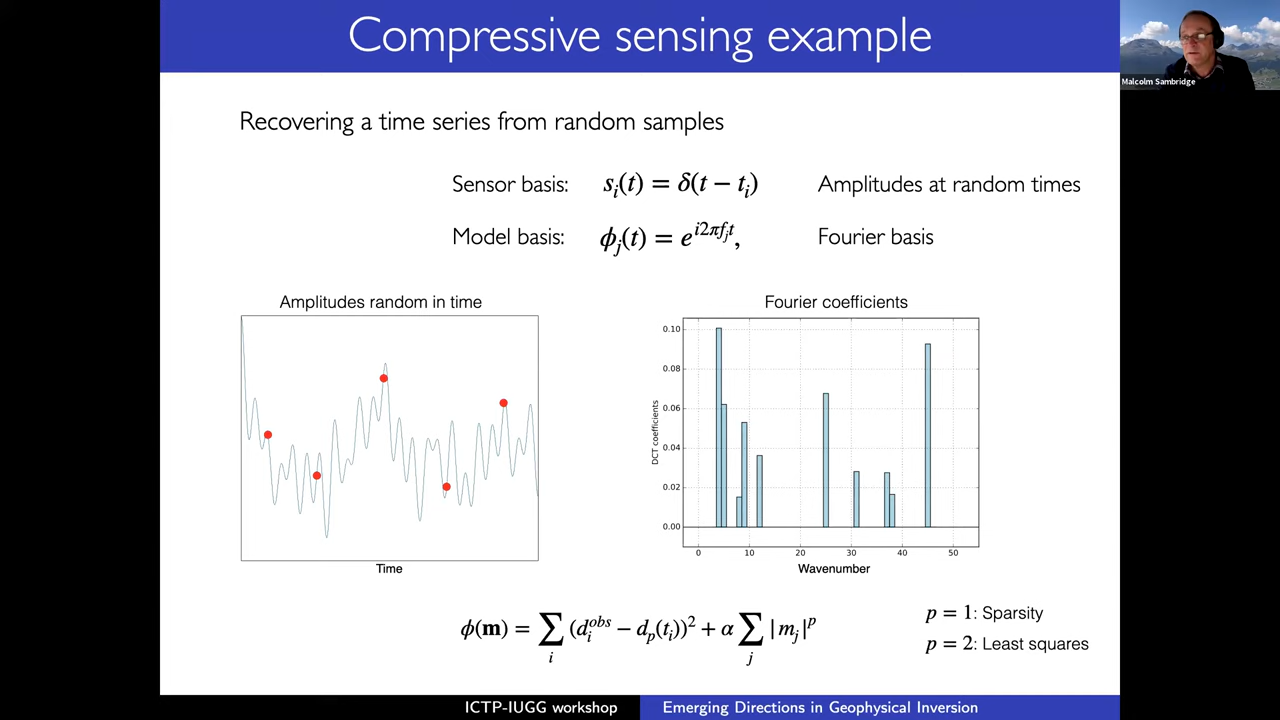 Compressive sensing example
Malcolm Sambridge
Recovering a time series from random samples
Sensor basis: sᵢ(t) = δ(t − tᵢ) Amplitudes at random times
Model basis: ϕⱼ(t) = e^{i2πfⱼt}, Fourier basis
Amplitudes random in time
Time
Fourier coefficients
DCT coefficients
0.10
0.08
0.06
0.04
0.02
0.00
0 10 20 30 40 50
Wavenumber
ϕ(m) = ∑ᵢ (dᵢ^{obs} − dₚ(tᵢ))² + α ∑ⱼ |mⱼ|^p
p = 1: Sparsity
p = 2: Least squares
ICTP-IUGG workshop
Emerging Directions in Geophysical Inversion